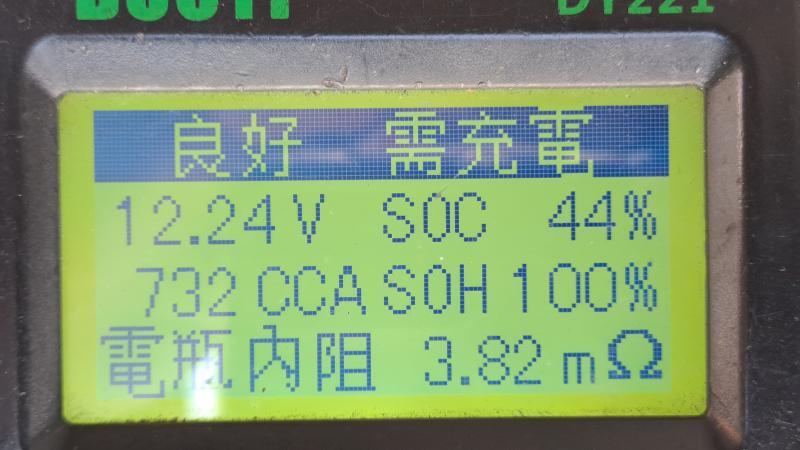 DY221
良好 需充電
12.24V SOC 44%
732 CCA SOH 100%
電瓶內阻 3.82 mΩ